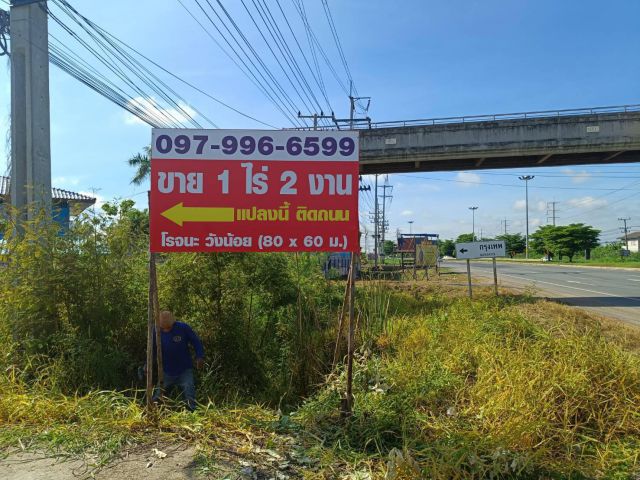 097-996-6599
ขาย 1 ไร่ 2 งาน
แปลงนี้ ติดถนน
โรจนะ วังน้อย (80 x 60 ม.)
กรุงเทพ